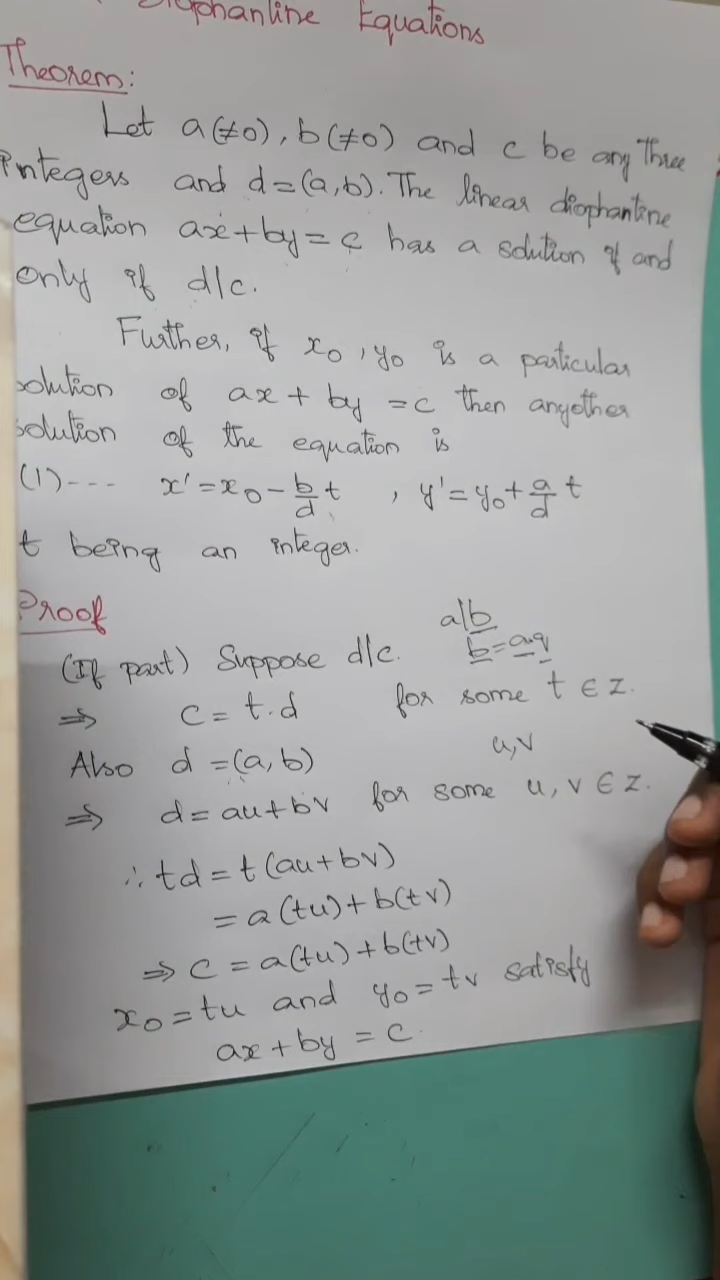 Diophantine Equations
Theorem:
Let a(≠0), b(≠0) and c be any three
integers and d=(a,b). The linear diophantine
equation ax+by=c has a solution if and
only if d/c.
Further, if x₀, y₀ is a particular
solution of ax + by = c then anyother
solution of the equation is
(1)--- x'=x₀-b/d t , y'=y₀+a/d t
t being an integer.
Proof
a|b
b=a.q
(If part) Suppose d/c.
⇒ c = t.d for some t ∈ z.
Also d =(a,b) u,v
⇒ d= au+bv for some u, v ∈ z.
∴ td = t(au+bv)
= a(tu)+b(tv)
⇒ c = a(tu)+b(tv)
x₀=tu and y₀=tv satisfy
ax+by = c.